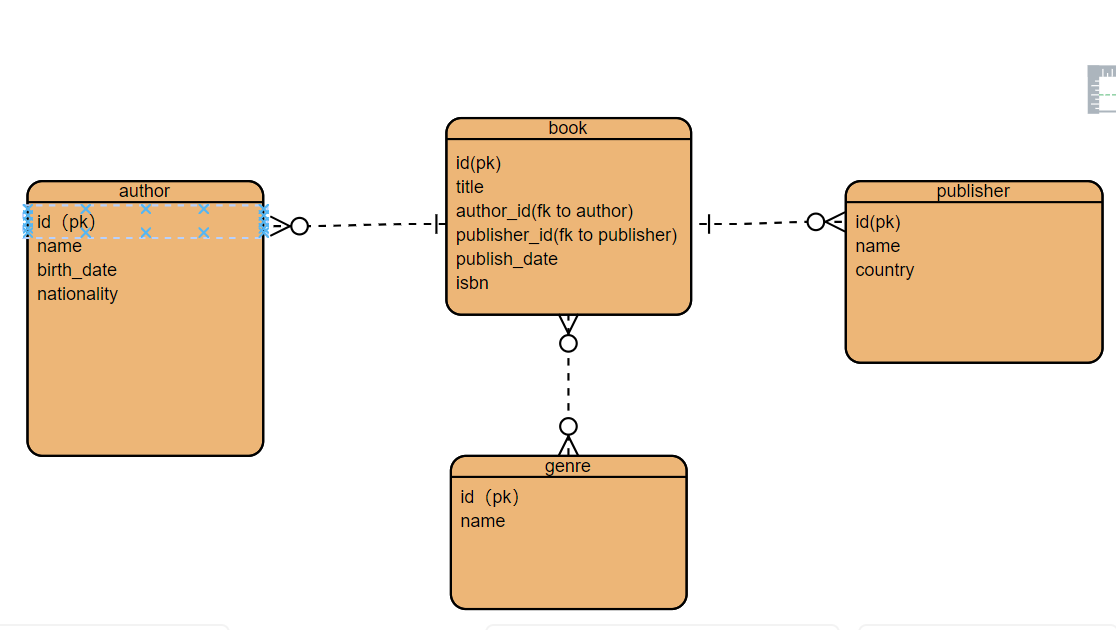 book
id(pk)
title
author_id(fk to author)
publisher_id(fk to publisher)
publish_date
isbn
author
id（pk）
name
birth_date
nationality
publisher
id(pk)
name
country
genre
id（pk）
name